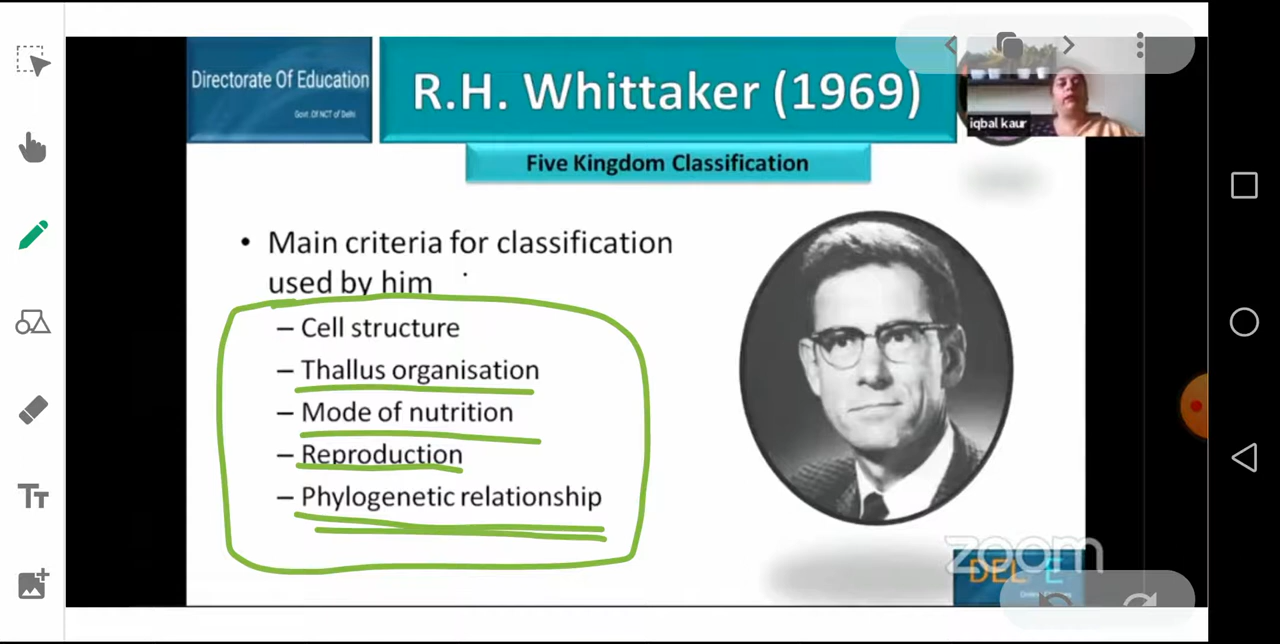 Directorate Of Education
Govt. Of NCT of Delhi
R.H. Whittaker (1969)
iqbal kaur
Five Kingdom Classification
• Main criteria for classification
used by him
– Cell structure
– Thallus organisation
– Mode of nutrition
– Reproduction
– Phylogenetic relationship
zoom
TT